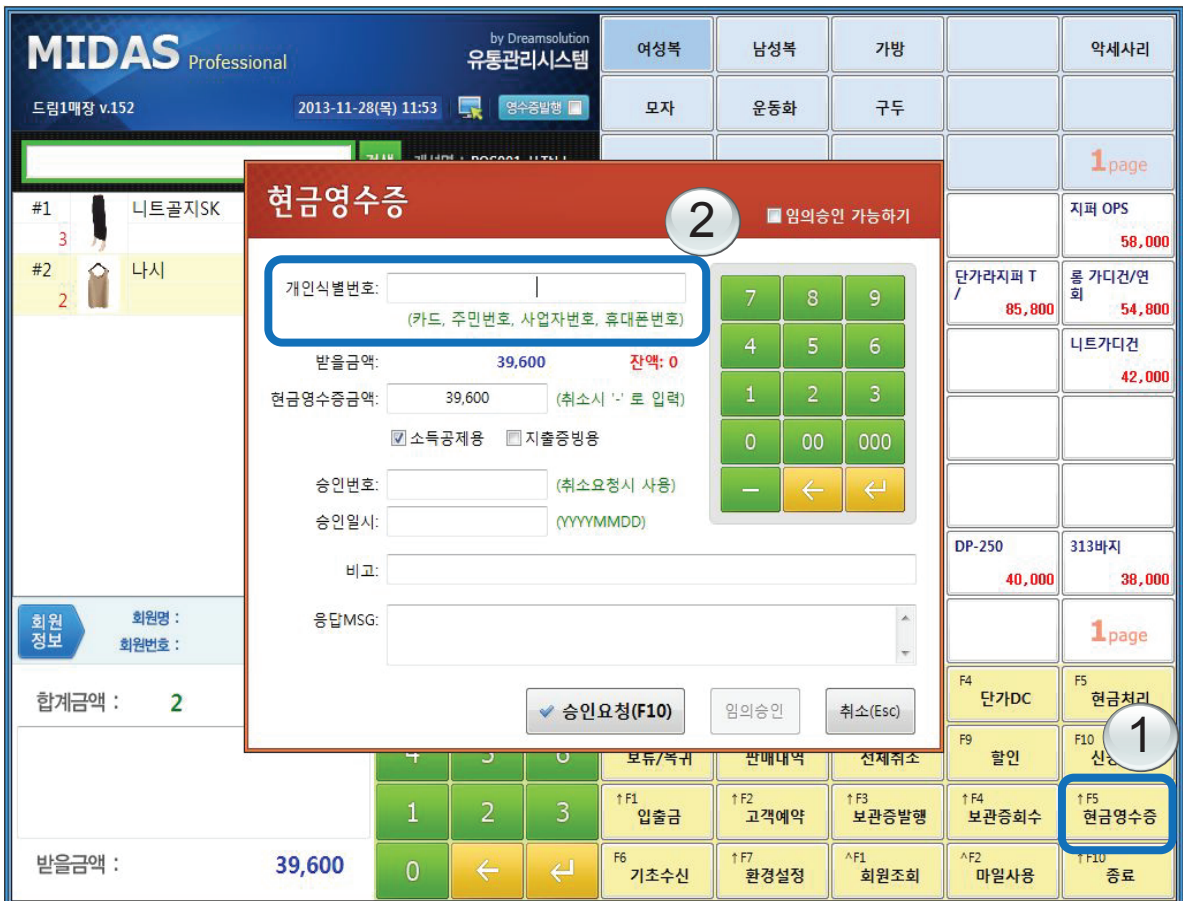 MIDAS Professional
by Dreamsolution
유통관리시스템
드림1매장 v.152
2013-11-28(목) 11:53
영수증발행
여성복
남성복
가방
악세사리
모자
운동화
구두
1page
#1
니트골지SK
3
#2
나시
2
현금영수증
2
임의승인 가능하기
개인식별번호:
(카드, 주민번호, 사업자번호, 휴대폰번호)
받을금액:
39,600
잔액: 0
현금영수증금액:
39,600
(취소시 '-' 로 입력)
소득공제용
지출증빙용
승인번호:
(취소요청시 사용)
승인일시:
(YYYYMMDD)
비고:
응답MSG:
승인요청(F10)
임의승인
취소(Esc)
7
8
9
4
5
6
1
2
3
0
00
000
지퍼 OPS
58,000
단가라지퍼 T
/
85,800
롱 가디건/연
회
54,800
니트가디건
42,000
DP-250
40,000
313바지
38,000
1page
회원
정보
회원명 :
회원번호 :
합계금액 :
2
받을금액 :
39,600
1
2
3
0
F4
단가DC
F5
현금처리
보류/복귀
판매내역
전체취소
F9
할인
F10
1
↑F1
입출금
↑F2
고객예약
↑F3
보관증발행
↑F4
보관증회수
↑F5
현금영수증
F6
기초수신
↑F7
환경설정
^F1
회원조회
^F2
마일사용
↑F10
종료